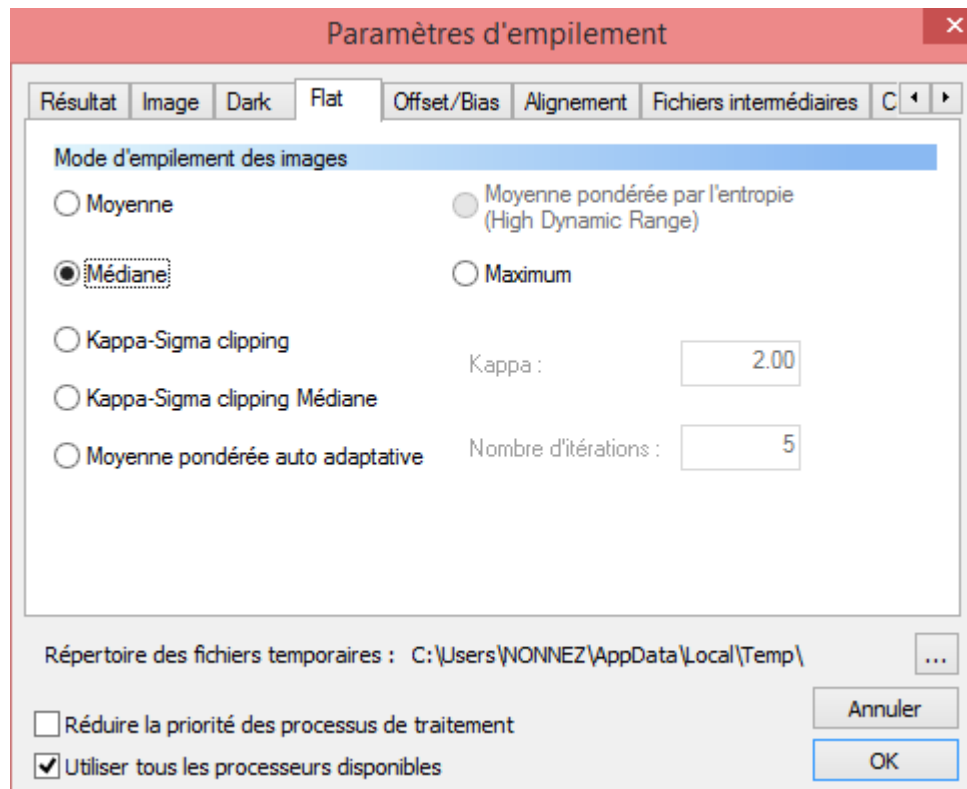 Paramètres d'empilement
Résultat Image Dark Flat Offset/Bias Alignement Fichiers intermédiaires C
Mode d'empilement des images
Moyenne
Moyenne pondérée par l'entropie
(High Dynamic Range)
Médiane
Maximum
Kappa-Sigma clipping
Kappa : 2.00
Kappa-Sigma clipping Médiane
Moyenne pondérée auto adaptative
Nombre d'itérations : 5
Répertoire des fichiers temporaires : C:\Users\NONNEZ\AppData\Local\Temp\ ...
Réduire la priorité des processus de traitement
Annuler
Utiliser tous les processeurs disponibles
OK